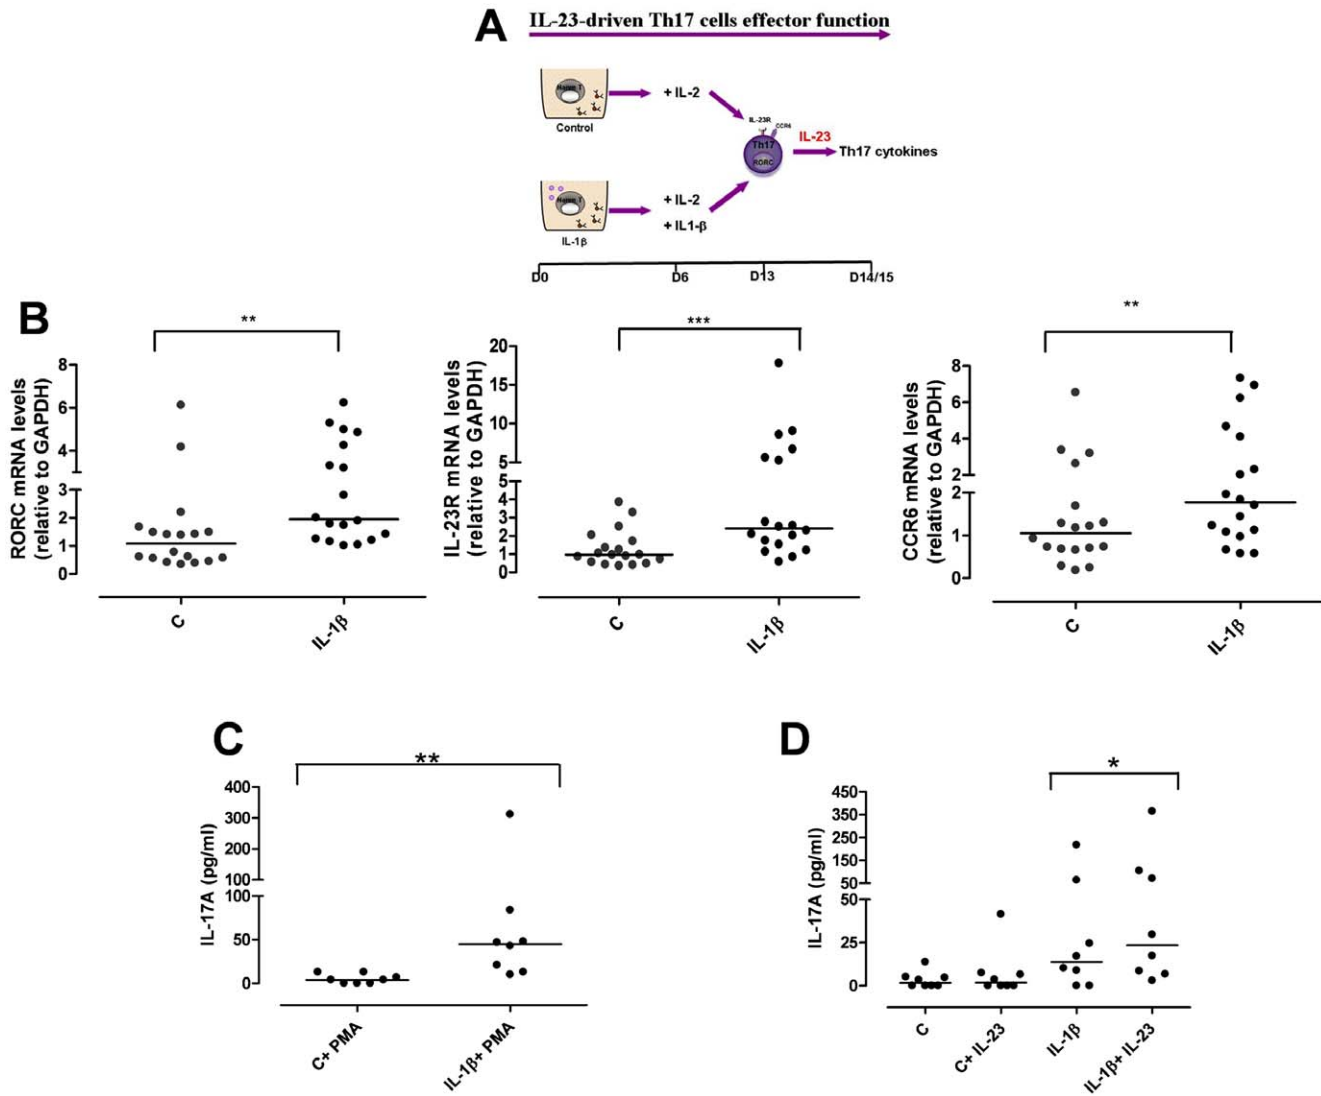 A
IL-23-driven Th17 cells effector function
Naive T
Control
+ IL-2
IL-23R
CCR6
Th17
RORC
IL-23
Th17 cytokines
Naive T
IL-1β
+ IL-2
+ IL1-β
D0
D6
D13
D14/15
B
**
RORC mRNA levels
(relative to GAPDH)
8
6
4
3
2
1
0
C
IL-1β
***
IL-23R mRNA levels
(relative to GAPDH)
20
15
10
5
5
4
3
2
1
0
C
IL-1β
**
CCR6 mRNA levels
(relative to GAPDH)
8
6
4
2
2
1
0
C
IL-1β
C
**
IL-17A (pg/ml)
400
300
200
100
100
50
0
C+ PMA
IL-1β+ PMA
D
*
IL-17A (pg/ml)
450
350
250
150
50
50
25
0
C
C+ IL-23
IL-1β
IL-1β+ IL-23